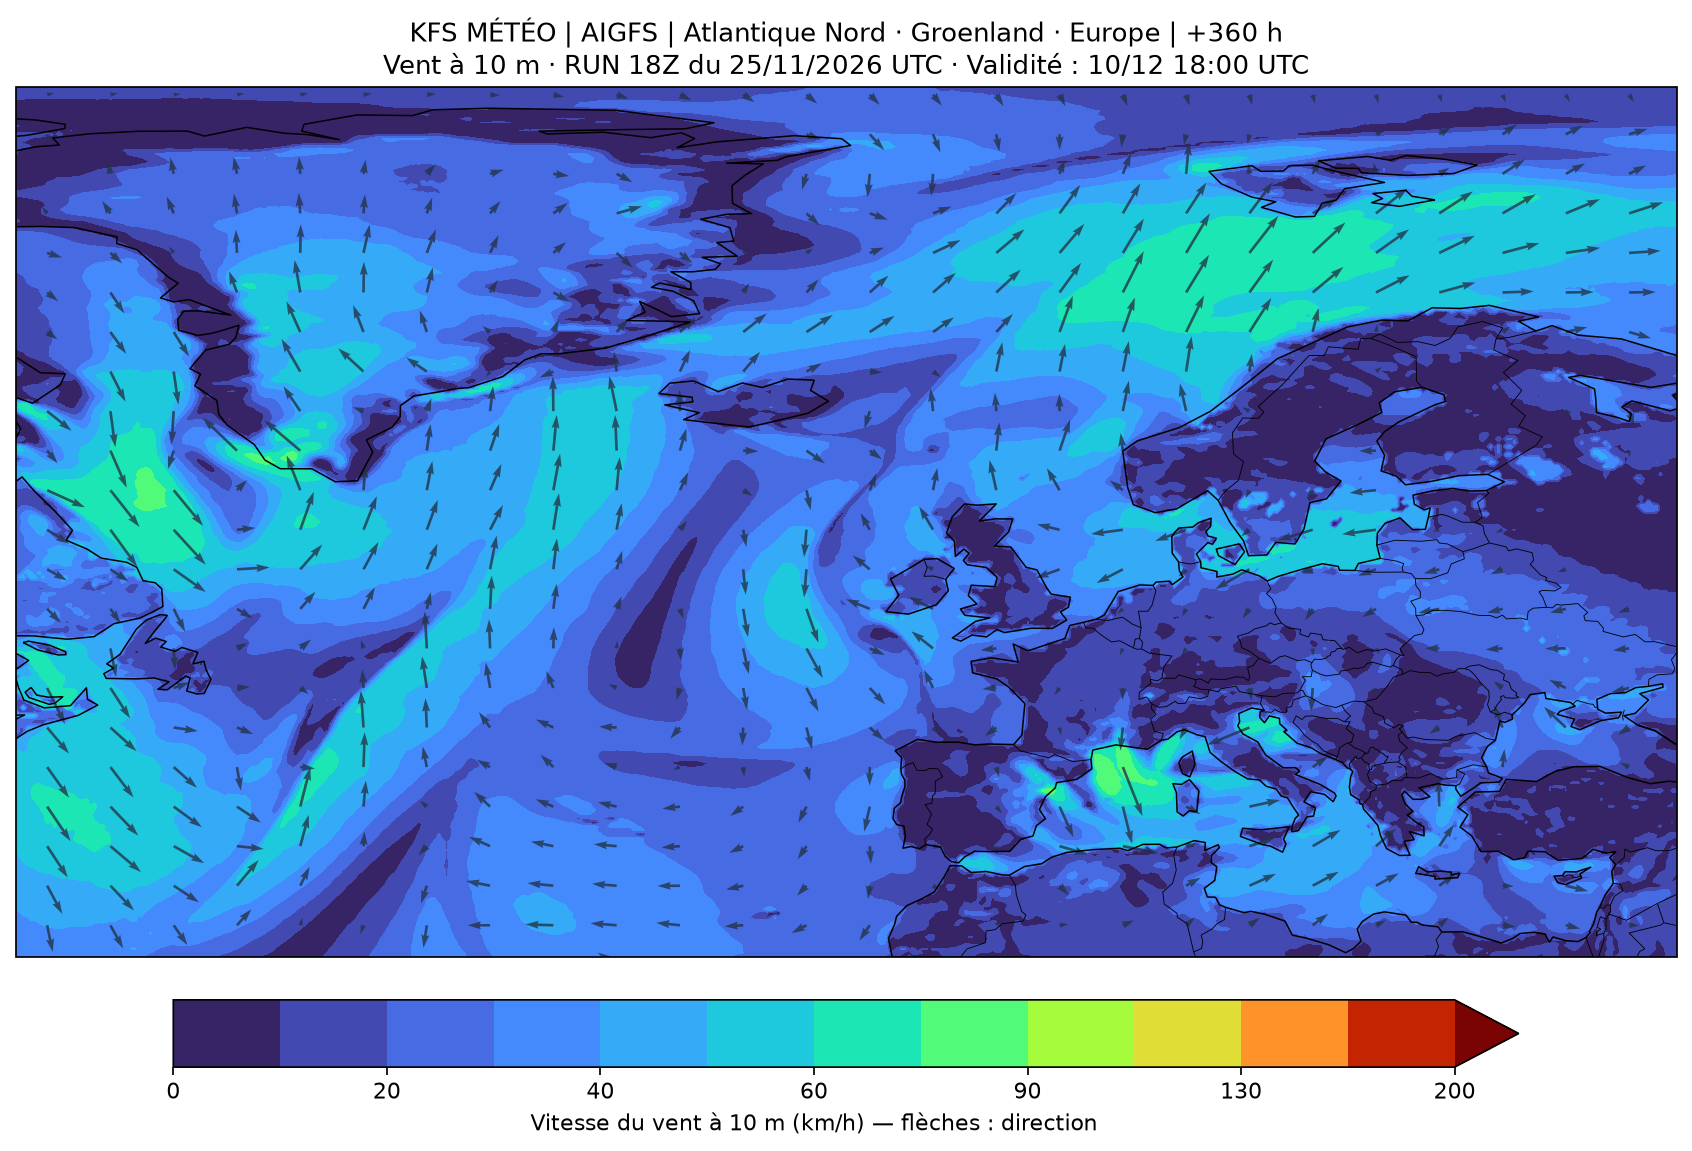 KFS MÉTÉO | AIGFS | Atlantique Nord · Groenland · Europe | +360 h
Vent à 10 m · RUN 18Z du 25/11/2026 UTC · Validité : 10/12 18:00 UTC
0 20 40 60 90 130 200
Vitesse du vent à 10 m (km/h) — flèches : direction